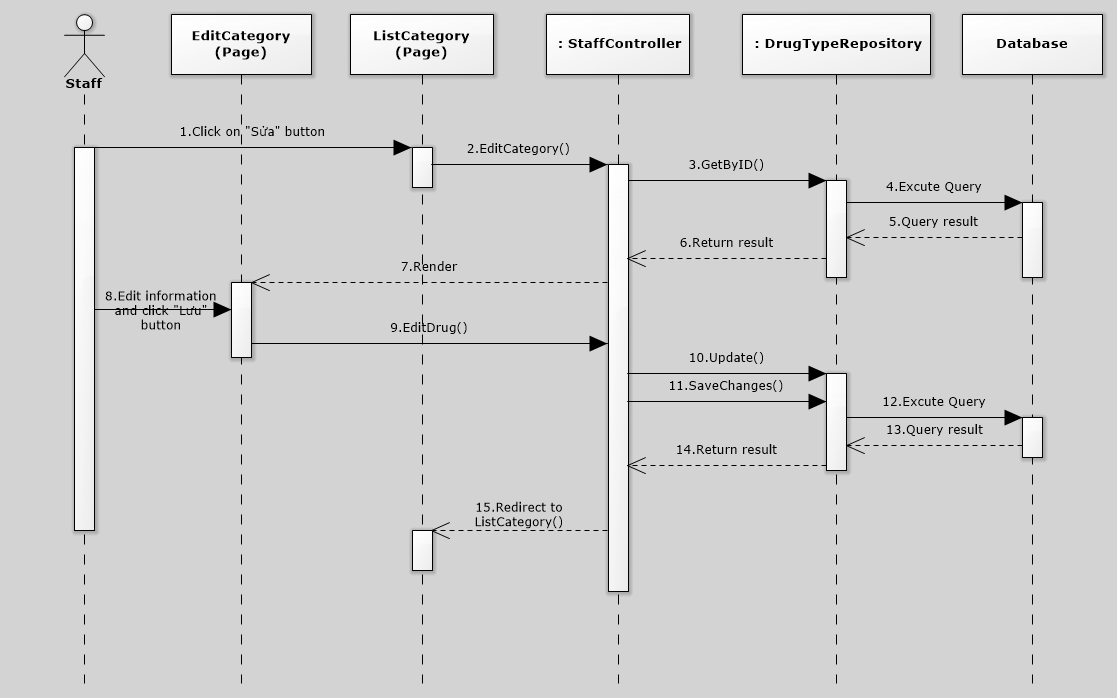 EditCategory
(Page)
ListCategory
(Page)
: StaffController
: DrugTypeRepository
Database
Staff
1.Click on "Sửa" button
2.EditCategory()
3.GetByID()
4.Excute Query
5.Query result
6.Return result
7.Render
8.Edit information
and click "Lưu"
button
9.EditDrug()
10.Update()
11.SaveChanges()
12.Excute Query
13.Query result
14.Return result
15.Redirect to
ListCategory()